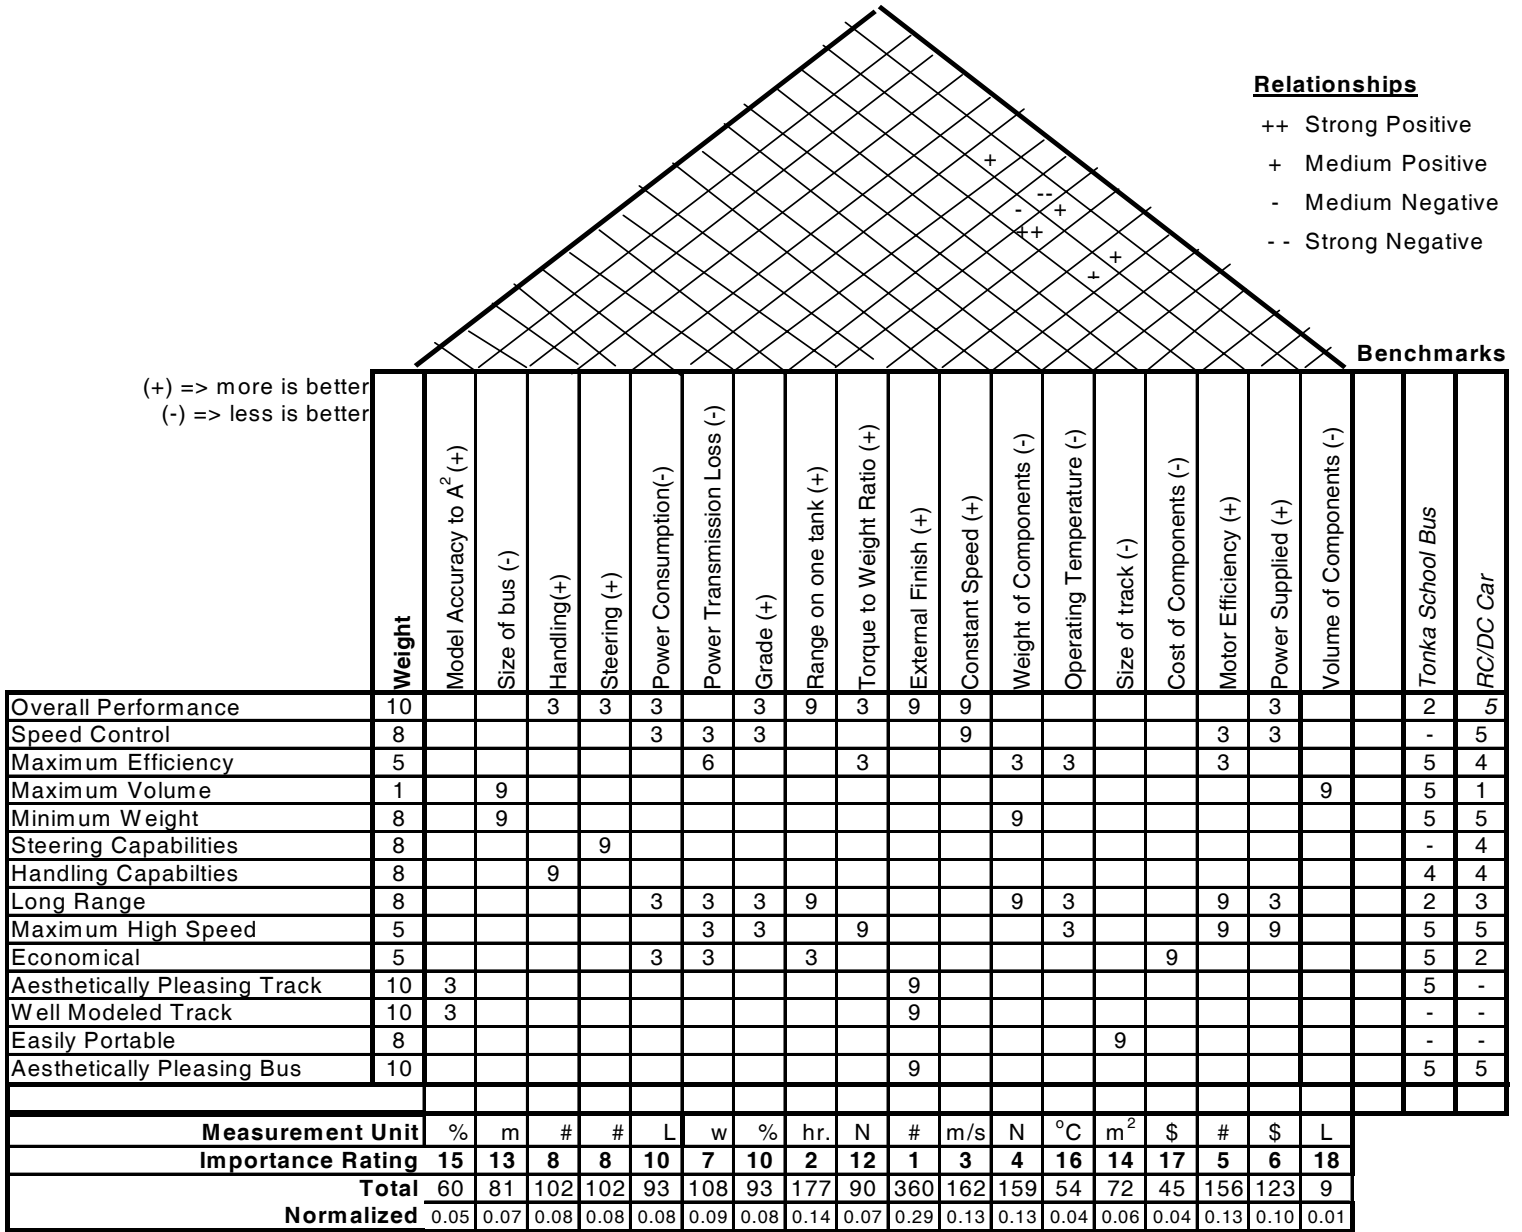 Relationships
++ Strong Positive
+ Medium Positive
- Medium Negative
- - Strong Negative
+
--
- +
++
+
+
Benchmarks
(+) => more is better
(-) => less is better
Weight
Model Accuracy to A² (+)
Size of bus (-)
Handling(+)
Steering (+)
Power Consumption(-)
Power Transmission Loss (-)
Grade (+)
Range on one tank (+)
Torque to Weight Ratio (+)
External Finish (+)
Constant Speed (+)
Weight of Components (-)
Operating Temperature (-)
Size of track (-)
Cost of Components (-)
Motor Efficiency (+)
Power Supplied (+)
Volume of Components (-)
Tonka School Bus
RC/DC Car
Overall Performance 10 3 3 3 3 9 3 9 9 3 2 5
Speed Control 8 3 3 3 9 3 3 - 5
Maximum Efficiency 5 6 3 3 3 3 5 4
Maximum Volume 1 9 9 5 1
Minimum Weight 8 9 9 5 5
Steering Capabilities 8 9 - 4
Handling Capabilties 8 9 4 4
Long Range 8 3 3 3 9 9 3 9 3 2 3
Maximum High Speed 5 3 3 9 3 9 9 5 5
Economical 5 3 3 3 9 5 2
Aesthetically Pleasing Track 10 3 9 5 -
Well Modeled Track 10 3 9 - -
Easily Portable 8 9 - -
Aesthetically Pleasing Bus 10 9 5 5
Measurement Unit % m # # L w % hr. N # m/s N °C m² $ # $ L
Importance Rating 15 13 8 8 10 7 10 2 12 1 3 4 16 14 17 5 6 18
Total 60 81 102 102 93 108 93 177 90 360 162 159 54 72 45 156 123 9
Normalized 0.05 0.07 0.08 0.08 0.08 0.09 0.08 0.14 0.07 0.29 0.13 0.13 0.04 0.06 0.04 0.13 0.10 0.01